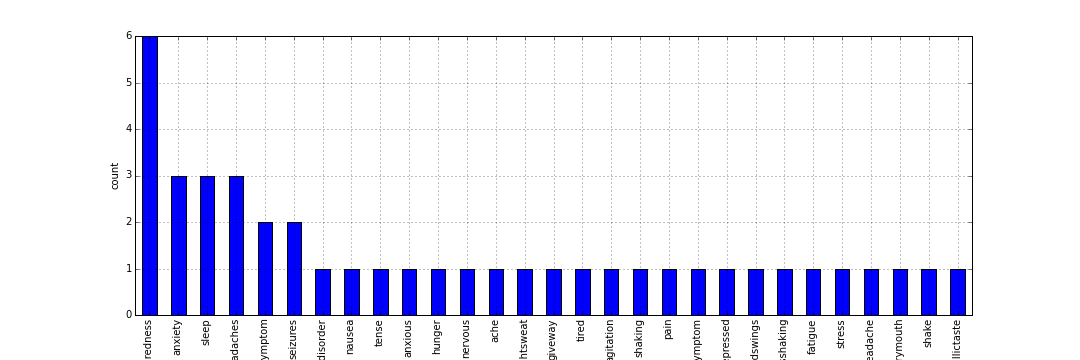 6
5
4
3
2
1
0
count
redness
anxiety
sleep
adaches
ymptom
seizures
disorder
nausea
tense
anxious
hunger
nervous
ache
htsweat
giveway
tired
gitation
shaking
pain
ymptom
pressed
dswings
shaking
fatigue
stress
eadache
rymouth
shake
llictaste